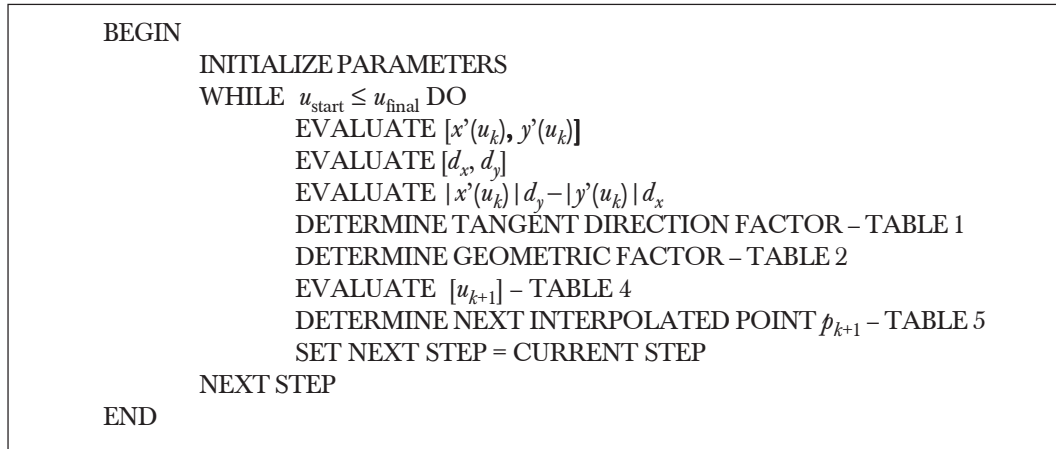 BEGIN
INITIALIZE PARAMETERS
WHILE u_start ≤ u_final DO
EVALUATE [x’(u_k), y’(u_k)]
EVALUATE [d_x, d_y]
EVALUATE |x’(u_k)|d_y – |y’(u_k)|d_x
DETERMINE TANGENT DIRECTION FACTOR – TABLE 1
DETERMINE GEOMETRIC FACTOR – TABLE 2
EVALUATE [u_{k+1}] – TABLE 4
DETERMINE NEXT INTERPOLATED POINT p_{k+1} – TABLE 5
SET NEXT STEP = CURRENT STEP
NEXT STEP
END